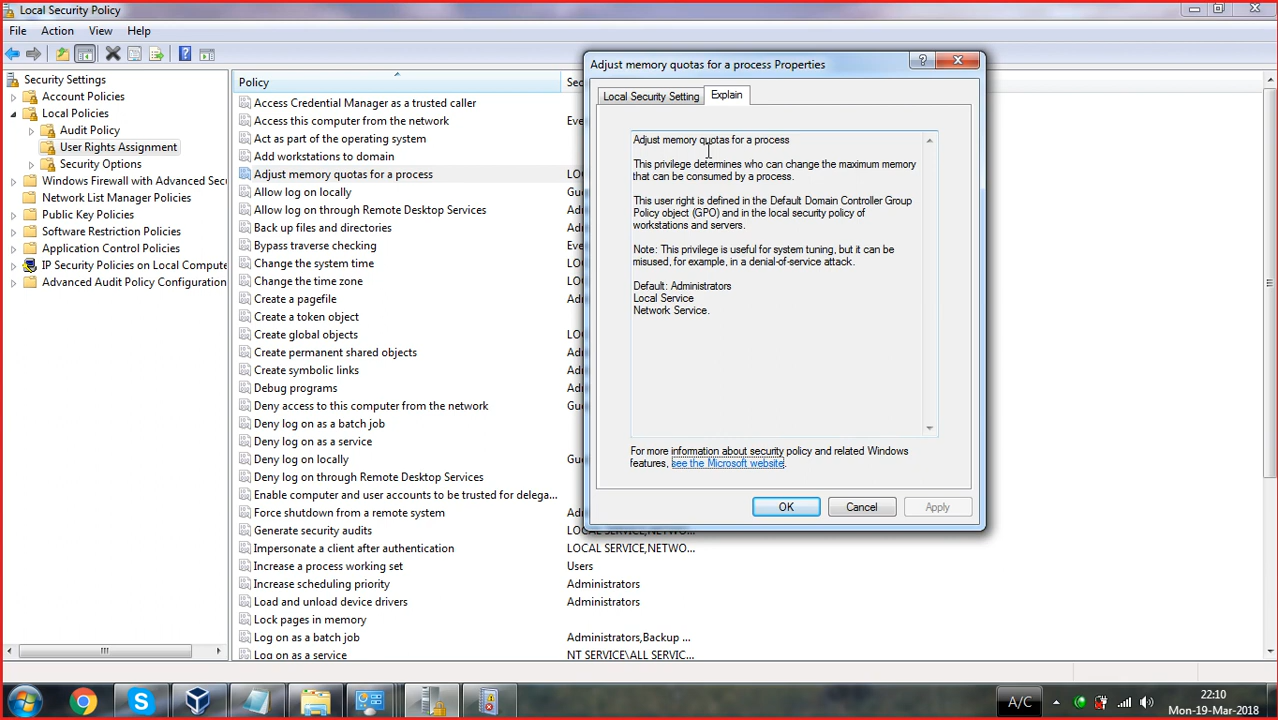 Local Security Policy
File Action View Help
Security Settings
Account Policies
Local Policies
Audit Policy
User Rights Assignment
Security Options
Windows Firewall with Advanced Secu
Network List Manager Policies
Public Key Policies
Software Restriction Policies
Application Control Policies
IP Security Policies on Local Compute
Advanced Audit Policy Configuration
Policy
Access Credential Manager as a trusted caller
Access this computer from the network Eve
Act as part of the operating system
Add workstations to domain
Adjust memory quotas for a process LO
Allow log on locally Gu
Allow log on through Remote Desktop Services Ad
Back up files and directories Ad
Bypass traverse checking Eve
Change the system time LO
Change the time zone LO
Create a pagefile Ad
Create a token object
Create global objects LO
Create permanent shared objects
Create symbolic links Ad
Debug programs Ad
Deny access to this computer from the network Gu
Deny log on as a batch job
Deny log on as a service
Deny log on locally Gu
Deny log on through Remote Desktop Services
Enable computer and user accounts to be trusted for delega...
Force shutdown from a remote system Ad
Generate security audits LOCAL SERVICE,NETWO...
Impersonate a client after authentication LOCAL SERVICE,NETWO...
Increase a process working set Users
Increase scheduling priority Administrators
Load and unload device drivers Administrators
Lock pages in memory
Log on as a batch job Administrators,Backup ...
Log on as a service NT SERVICE\ALL SERVIC...
Adjust memory quotas for a process Properties
Local Security Setting Explain
Adjust memory quotas for a process
This privilege determines who can change the maximum memory
that can be consumed by a process.
This user right is defined in the Default Domain Controller Group
Policy object (GPO) and in the local security policy of
workstations and servers.
Note: This privilege is useful for system tuning, but it can be
misused, for example, in a denial-of-service attack.
Default: Administrators
Local Service
Network Service.
For more information about security policy and related Windows
features, see the Microsoft website.
OK Cancel Apply
A/C
22:10
Mon-19-Mar-2018